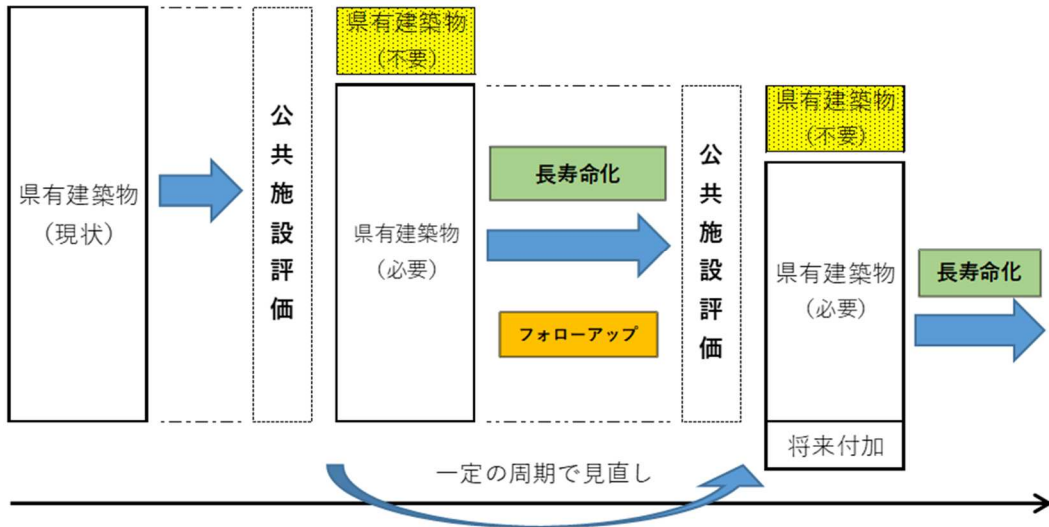 県有建築物
（現状）
公共施設評価
県有建築物
（不要）
県有建築物
（必要）
長寿命化
フォローアップ
公共施設評価
県有建築物
（不要）
県有建築物
（必要）
将来付加
長寿命化
一定の周期で見直し